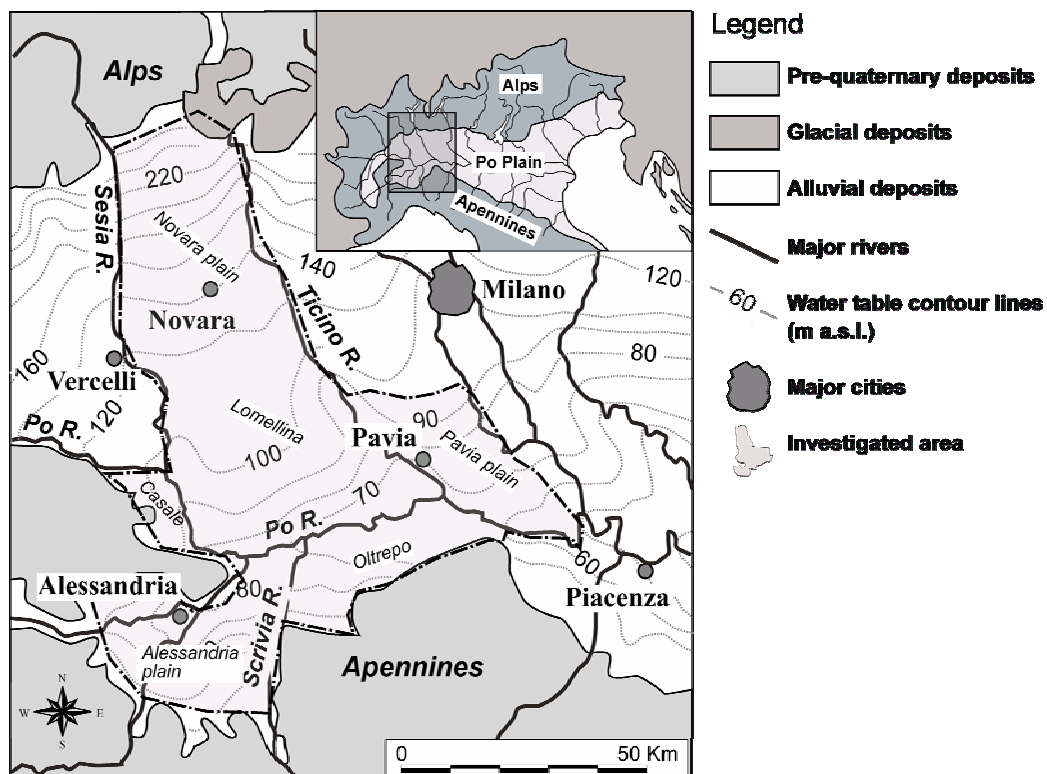 Alps
220
Sesia R.
Novara plain
Novara
140
Ticino R.
Milano
120
80
160
Vercelli
120
Po R.
Lomellina
100
90
Pavia
Pavia plain
70
Casale
Po R.
Oltrepo
60
Alessandria
80
Scrivia R.
Piacenza
Alessandria
plain
Apennines
N
W
E
S
0
50 Km
Alps
Po Plain
Apennines
Legend
Pre-quaternary deposits
Glacial deposits
Alluvial deposits
Major rivers
60
Water table contour lines
(m a.s.l.)
Major cities
Investigated area